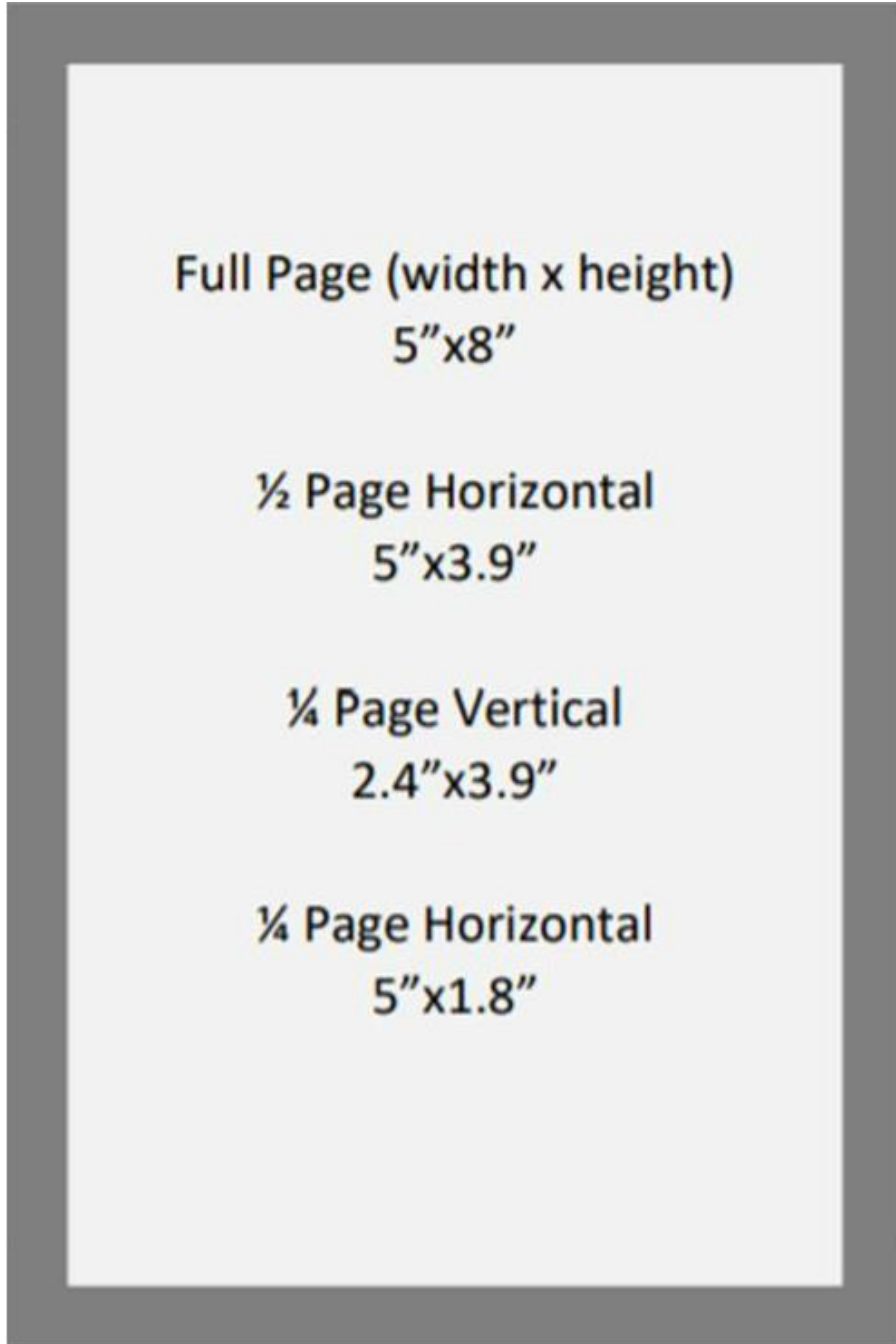 Full Page (width x height)
5”x8”
½ Page Horizontal
5”x3.9”
¼ Page Vertical
2.4”x3.9”
¼ Page Horizontal
5”x1.8”